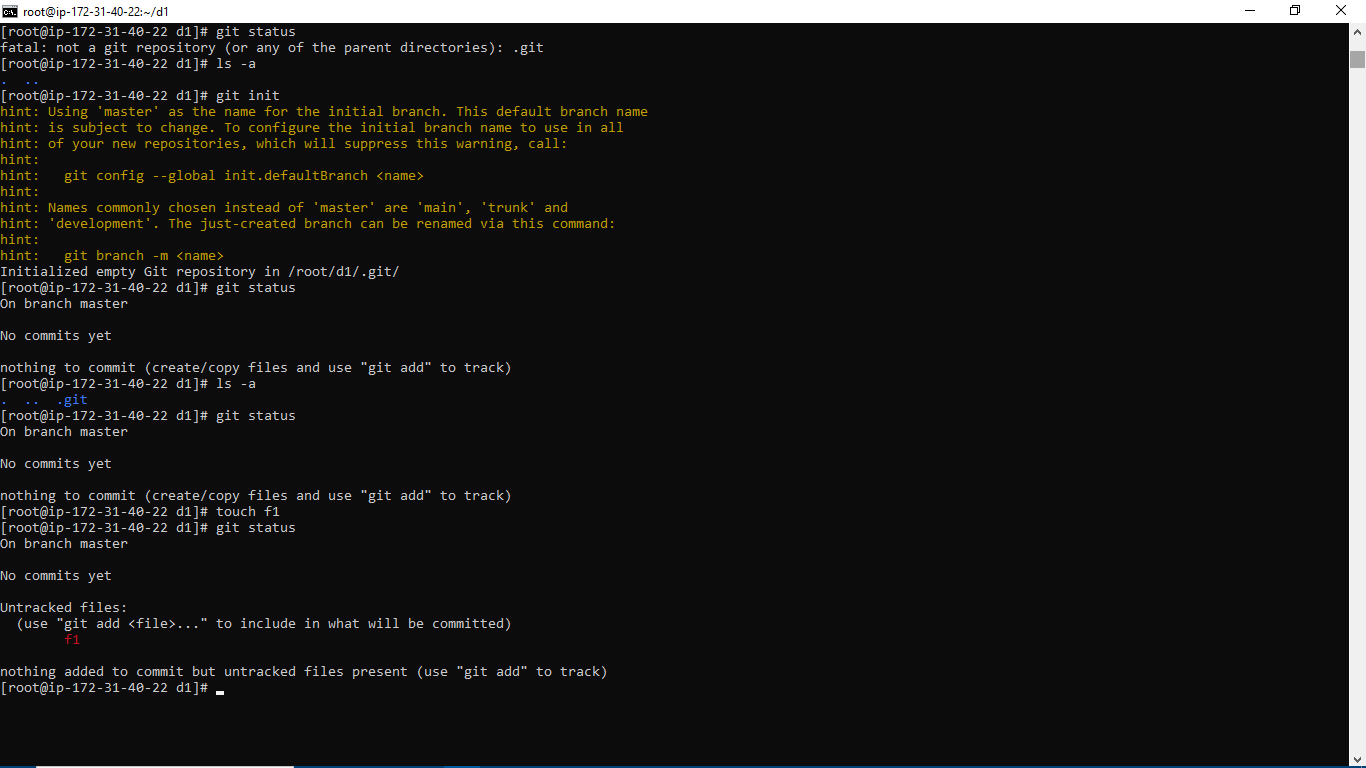 root@ip-172-31-40-22:~/d1
[root@ip-172-31-40-22 d1]# git status
fatal: not a git repository (or any of the parent directories): .git
[root@ip-172-31-40-22 d1]# ls -a
.  ..
[root@ip-172-31-40-22 d1]# git init
hint: Using 'master' as the name for the initial branch. This default branch name
hint: is subject to change. To configure the initial branch name to use in all
hint: of your new repositories, which will suppress this warning, call:
hint:
hint:   git config --global init.defaultBranch <name>
hint:
hint: Names commonly chosen instead of 'master' are 'main', 'trunk' and
hint: 'development'. The just-created branch can be renamed via this command:
hint:
hint:   git branch -m <name>
Initialized empty Git repository in /root/d1/.git/
[root@ip-172-31-40-22 d1]# git status
On branch master
No commits yet
nothing to commit (create/copy files and use "git add" to track)
[root@ip-172-31-40-22 d1]# ls -a
.  ..  .git
[root@ip-172-31-40-22 d1]# git status
On branch master
No commits yet
nothing to commit (create/copy files and use "git add" to track)
[root@ip-172-31-40-22 d1]# touch f1
[root@ip-172-31-40-22 d1]# git status
On branch master
No commits yet
Untracked files:
  (use "git add <file>..." to include in what will be committed)
        f1
nothing added to commit but untracked files present (use "git add" to track)
[root@ip-172-31-40-22 d1]#